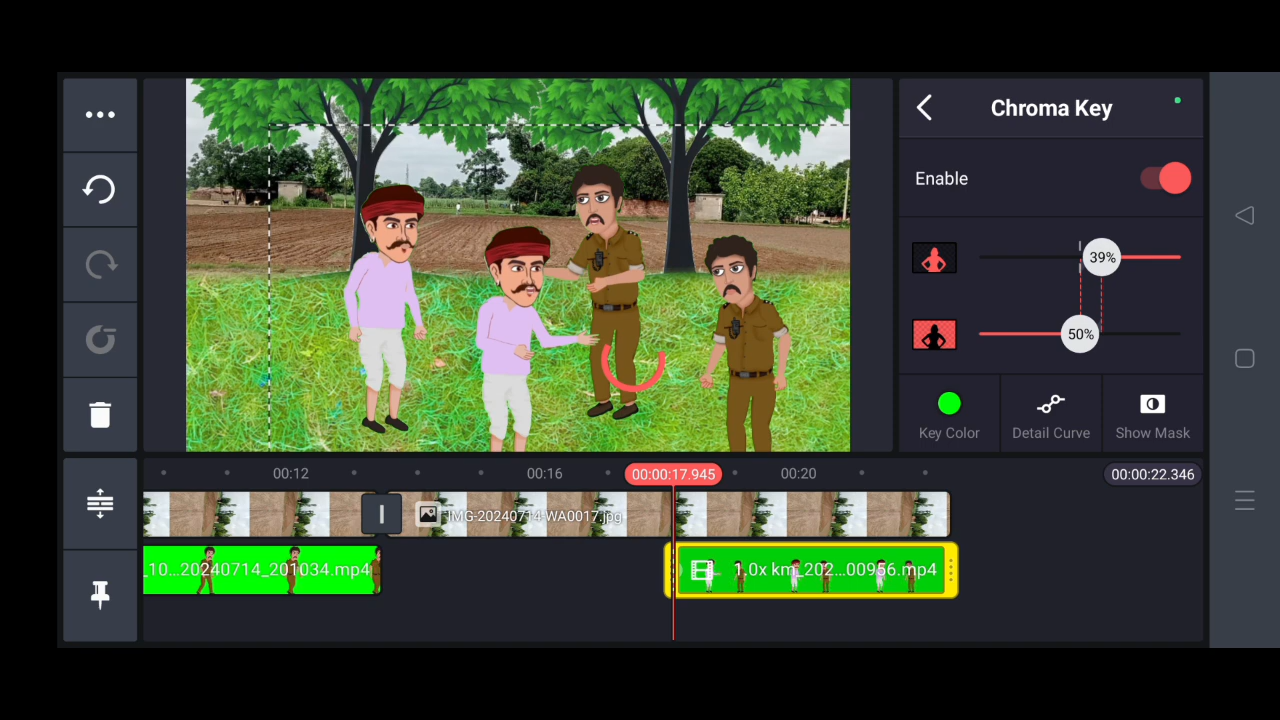 Chroma Key
Enable
39%
50%
Key Color
Detail Curve
Show Mask
00:12
00:16
00:00:17.945
00:20
00:00:22.346
IMG-20240714-WA0017.jpg
_10...20240714_201034.mp4
1.0x km_202...00956.mp4